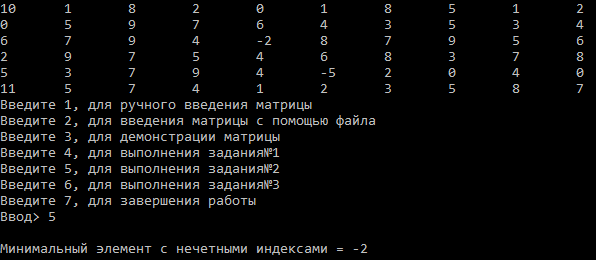 10 1 8 2 0 1 8 5 1 2
0 5 9 7 6 4 3 5 3 4
6 7 9 4 -2 8 7 9 5 6
2 9 7 5 4 6 8 3 7 8
5 3 7 9 4 -5 2 0 4 0
11 5 7 4 1 2 3 5 8 7
Введите 1, для ручного введения матрицы
Введите 2, для введения матрицы с помощью файла
Введите 3, для демонстрации матрицы
Введите 4, для выполнения задания№1
Введите 5, для выполнения задания№2
Введите 6, для выполнения задания№3
Введите 7, для завершения работы
Ввод> 5
Минимальный элемент с нечетными индексами = -2